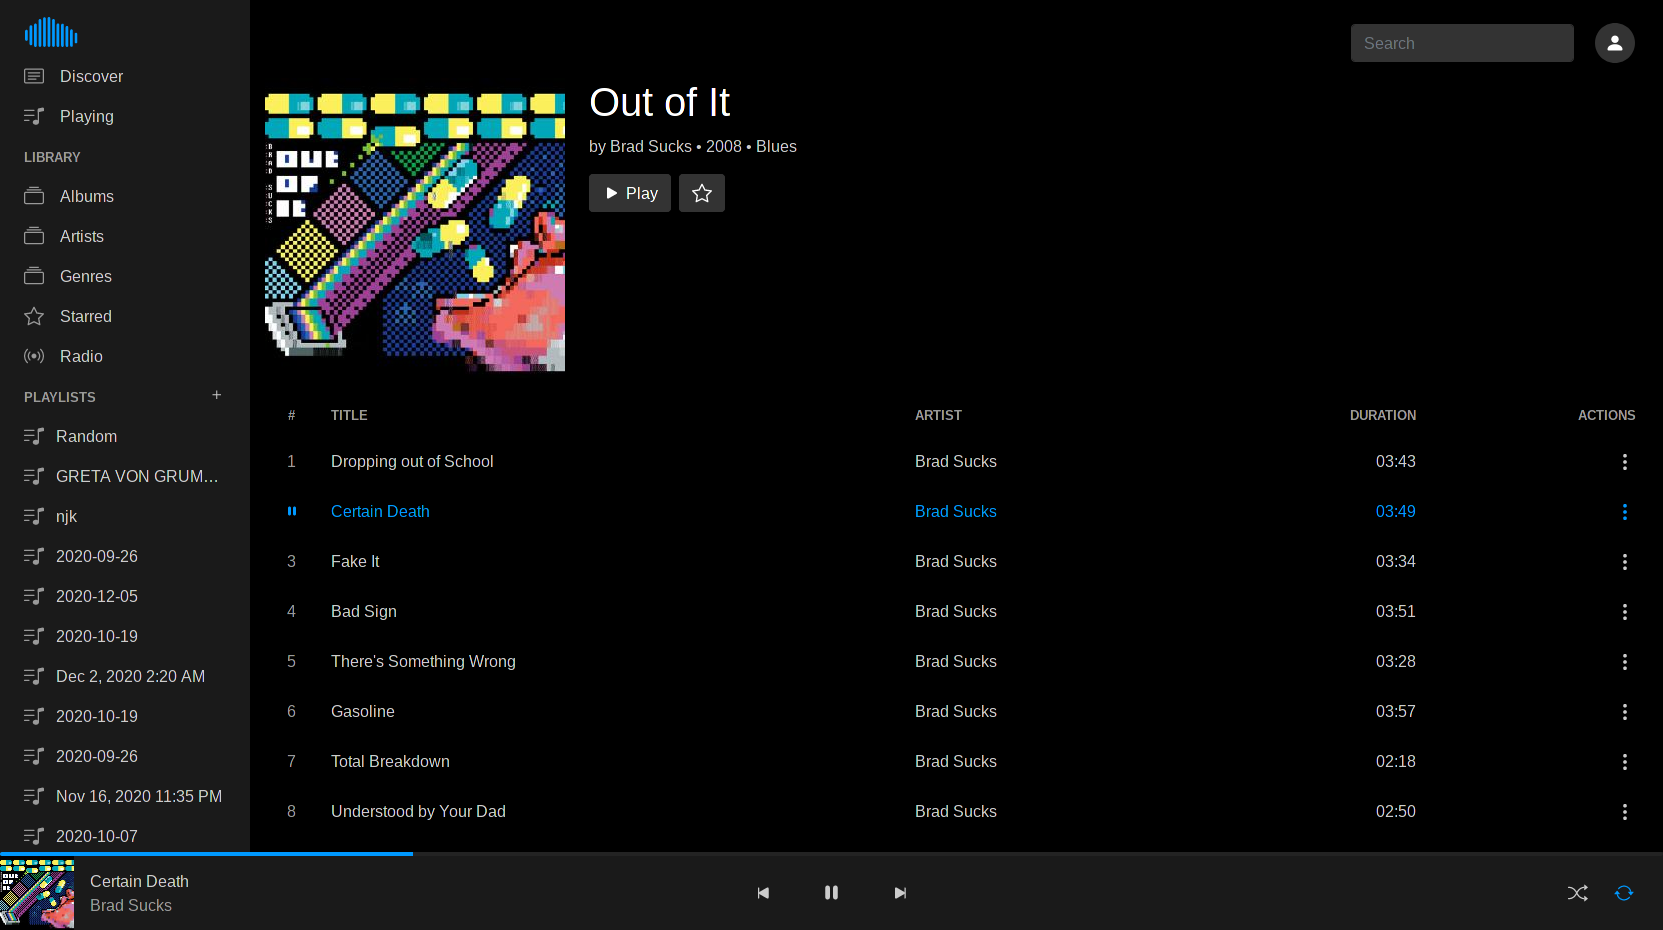 Discover
Playing
LIBRARY
Albums
Artists
Genres
Starred
Radio
PLAYLISTS +
Random
GRETA VON GRUM…
njk
2020-09-26
2020-12-05
2020-10-19
Dec 2, 2020 2:20 AM
2020-10-19
2020-09-26
Nov 16, 2020 11:35 PM
2020-10-07
Search
BRAD SUCKS
OUT OF IT
Out of It
by Brad Sucks • 2008 • Blues
Play
# TITLE ARTIST DURATION ACTIONS
1 Dropping out of School Brad Sucks 03:43
Certain Death Brad Sucks 03:49
3 Fake It Brad Sucks 03:34
4 Bad Sign Brad Sucks 03:51
5 There's Something Wrong Brad Sucks 03:28
6 Gasoline Brad Sucks 03:57
7 Total Breakdown Brad Sucks 02:18
8 Understood by Your Dad Brad Sucks 02:50
Certain Death
Brad Sucks